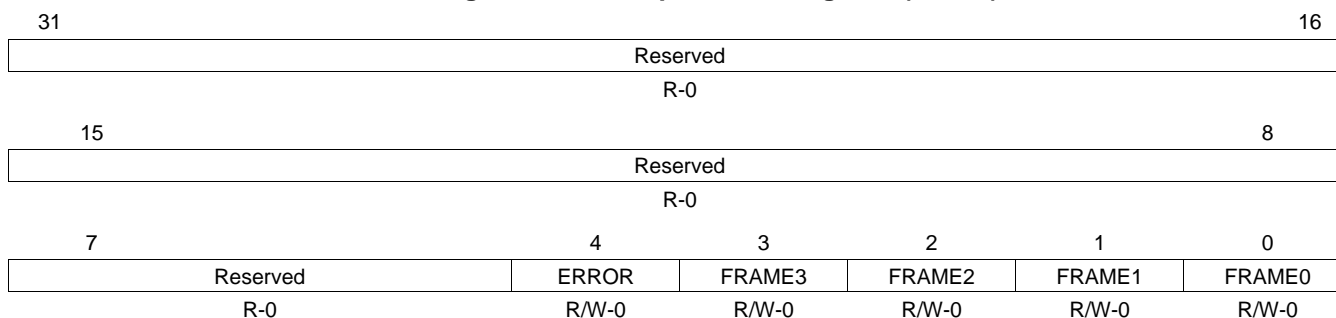 31 16
Reserved
R-0
15 8
Reserved
R-0
7 4 3 2 1 0
Reserved ERROR FRAME3 FRAME2 FRAME1 FRAME0
R-0 R/W-0 R/W-0 R/W-0 R/W-0 R/W-0